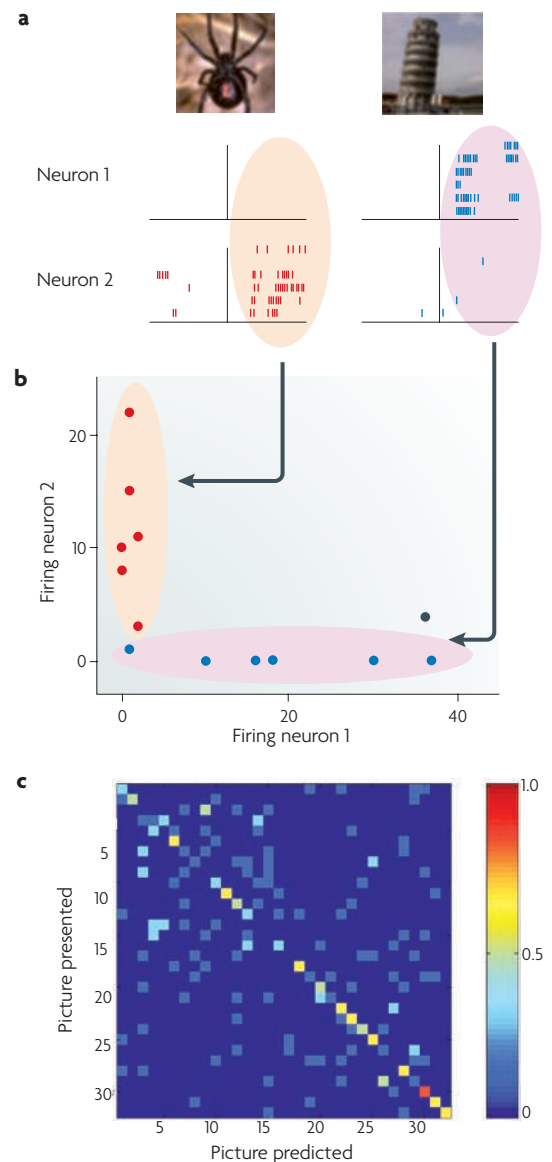 a
Neuron 1
Neuron 2
b
20
10
0
Firing neuron 2
0 20 40
Firing neuron 1
c
5
10
15
20
25
30
Picture presented
5 10 15 20 25 30
Picture predicted
1.0
0.5
0